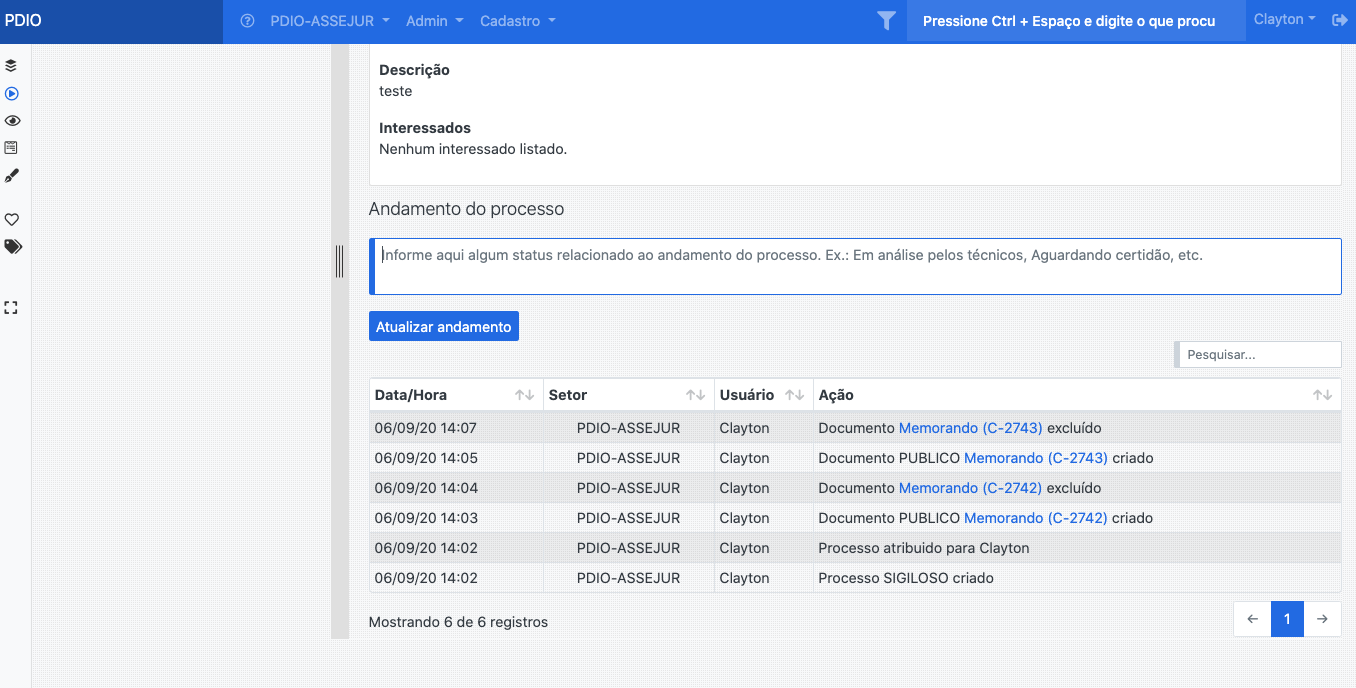 PDIO
PDIO-ASSEJUR Admin Cadastro Pressione Ctrl + Espaço e digite o que procu Clayton
Descrição
teste
Interessados
Nenhum interessado listado.
Andamento do processo
Informe aqui algum status relacionado ao andamento do processo. Ex.: Em análise pelos técnicos, Aguardando certidão, etc.
Atualizar andamento
Pesquisar...
Data/Hora Setor Usuário Ação
06/09/20 14:07 PDIO-ASSEJUR Clayton Documento Memorando (C-2743) excluído
06/09/20 14:05 PDIO-ASSEJUR Clayton Documento PUBLICO Memorando (C-2743) criado
06/09/20 14:04 PDIO-ASSEJUR Clayton Documento Memorando (C-2742) excluído
06/09/20 14:03 PDIO-ASSEJUR Clayton Documento PUBLICO Memorando (C-2742) criado
06/09/20 14:02 PDIO-ASSEJUR Clayton Processo atribuido para Clayton
06/09/20 14:02 PDIO-ASSEJUR Clayton Processo SIGILOSO criado
Mostrando 6 de 6 registros
1